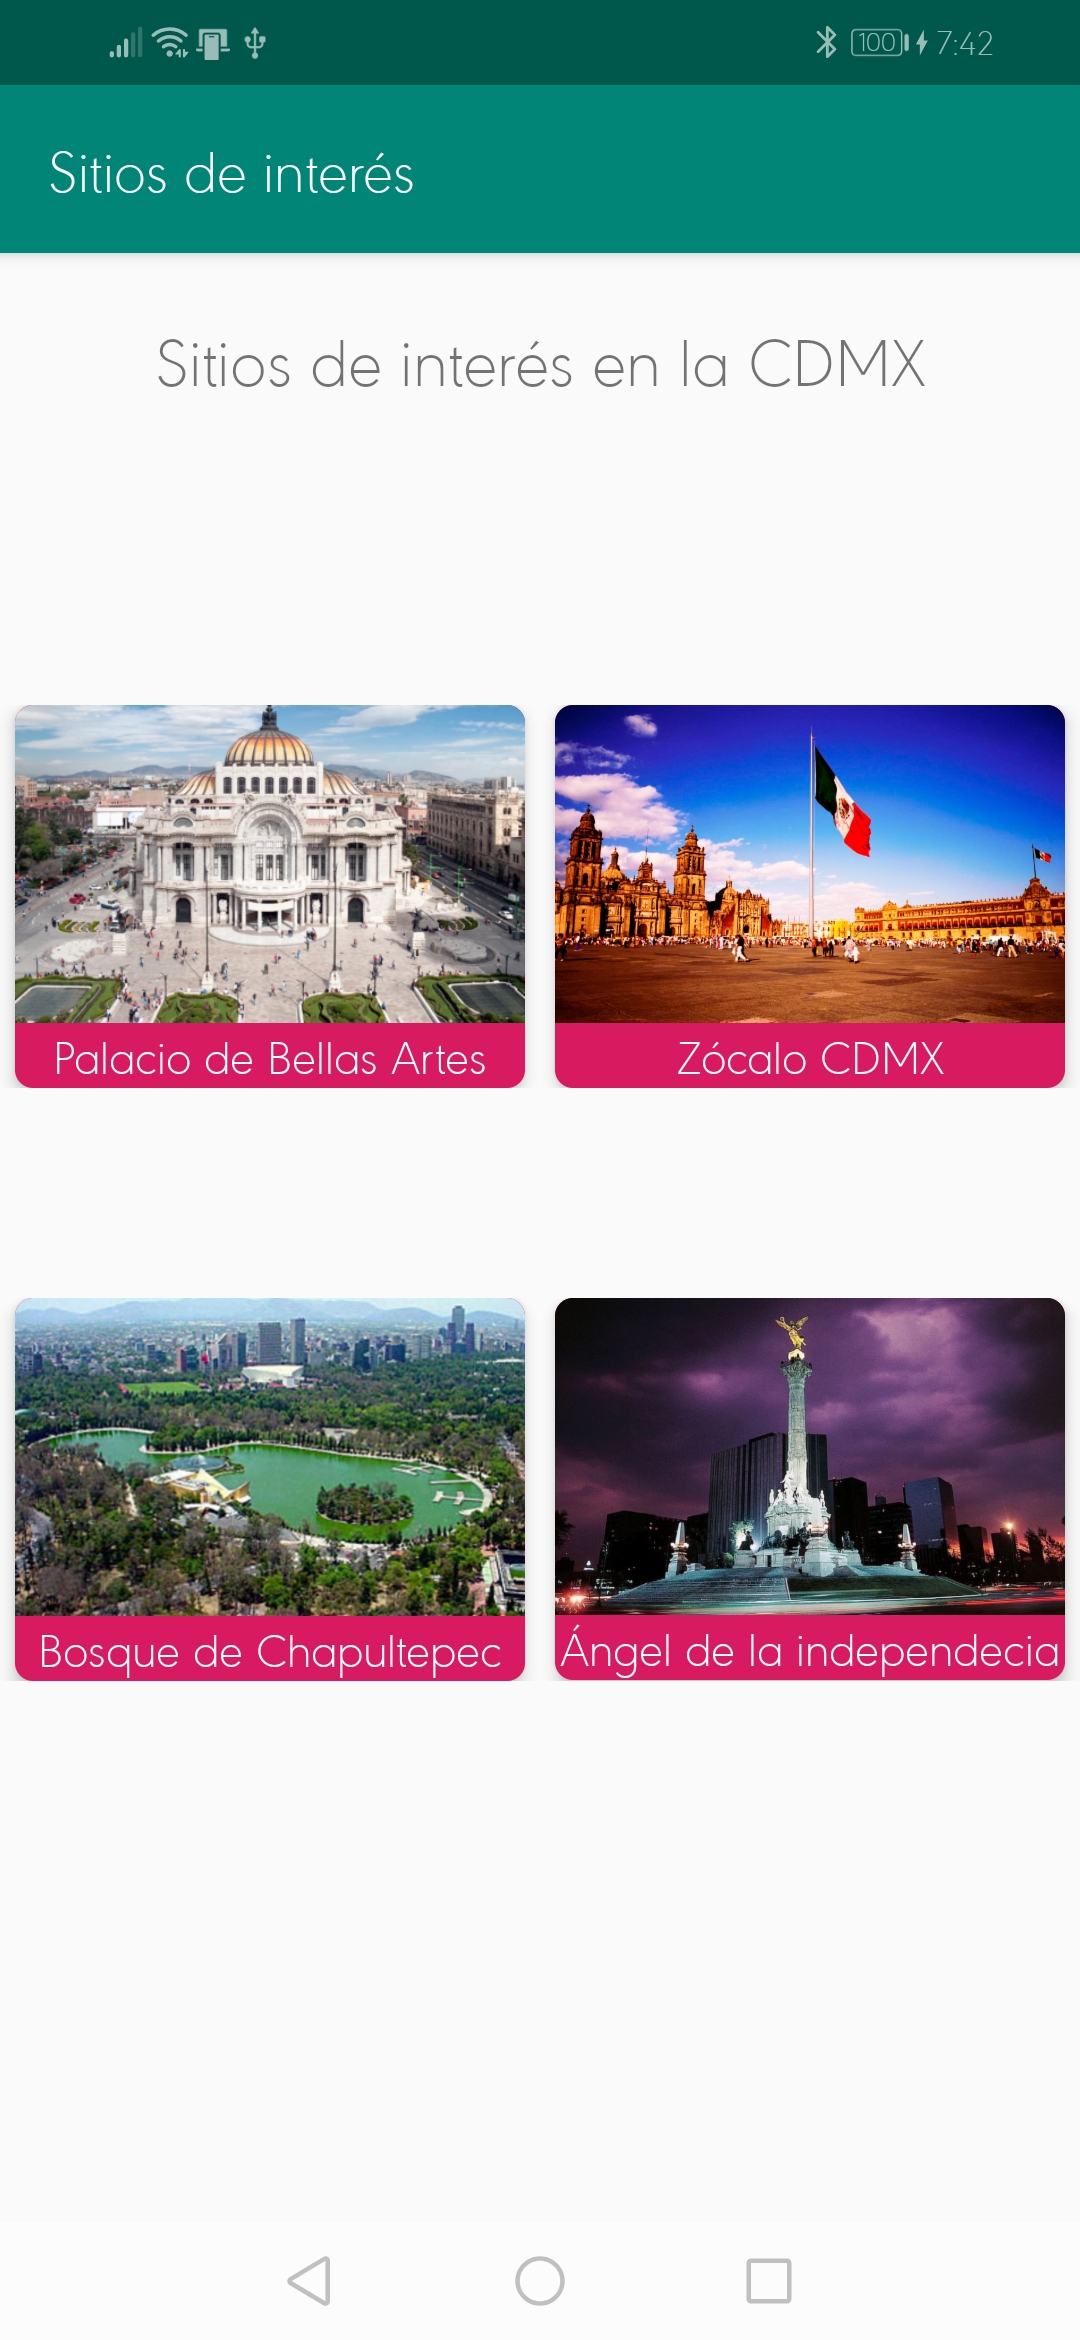 100 7:42
Sitios de interés
Sitios de interés en la CDMX
Palacio de Bellas Artes
Zócalo CDMX
Bosque de Chapultepec
Ángel de la independecia